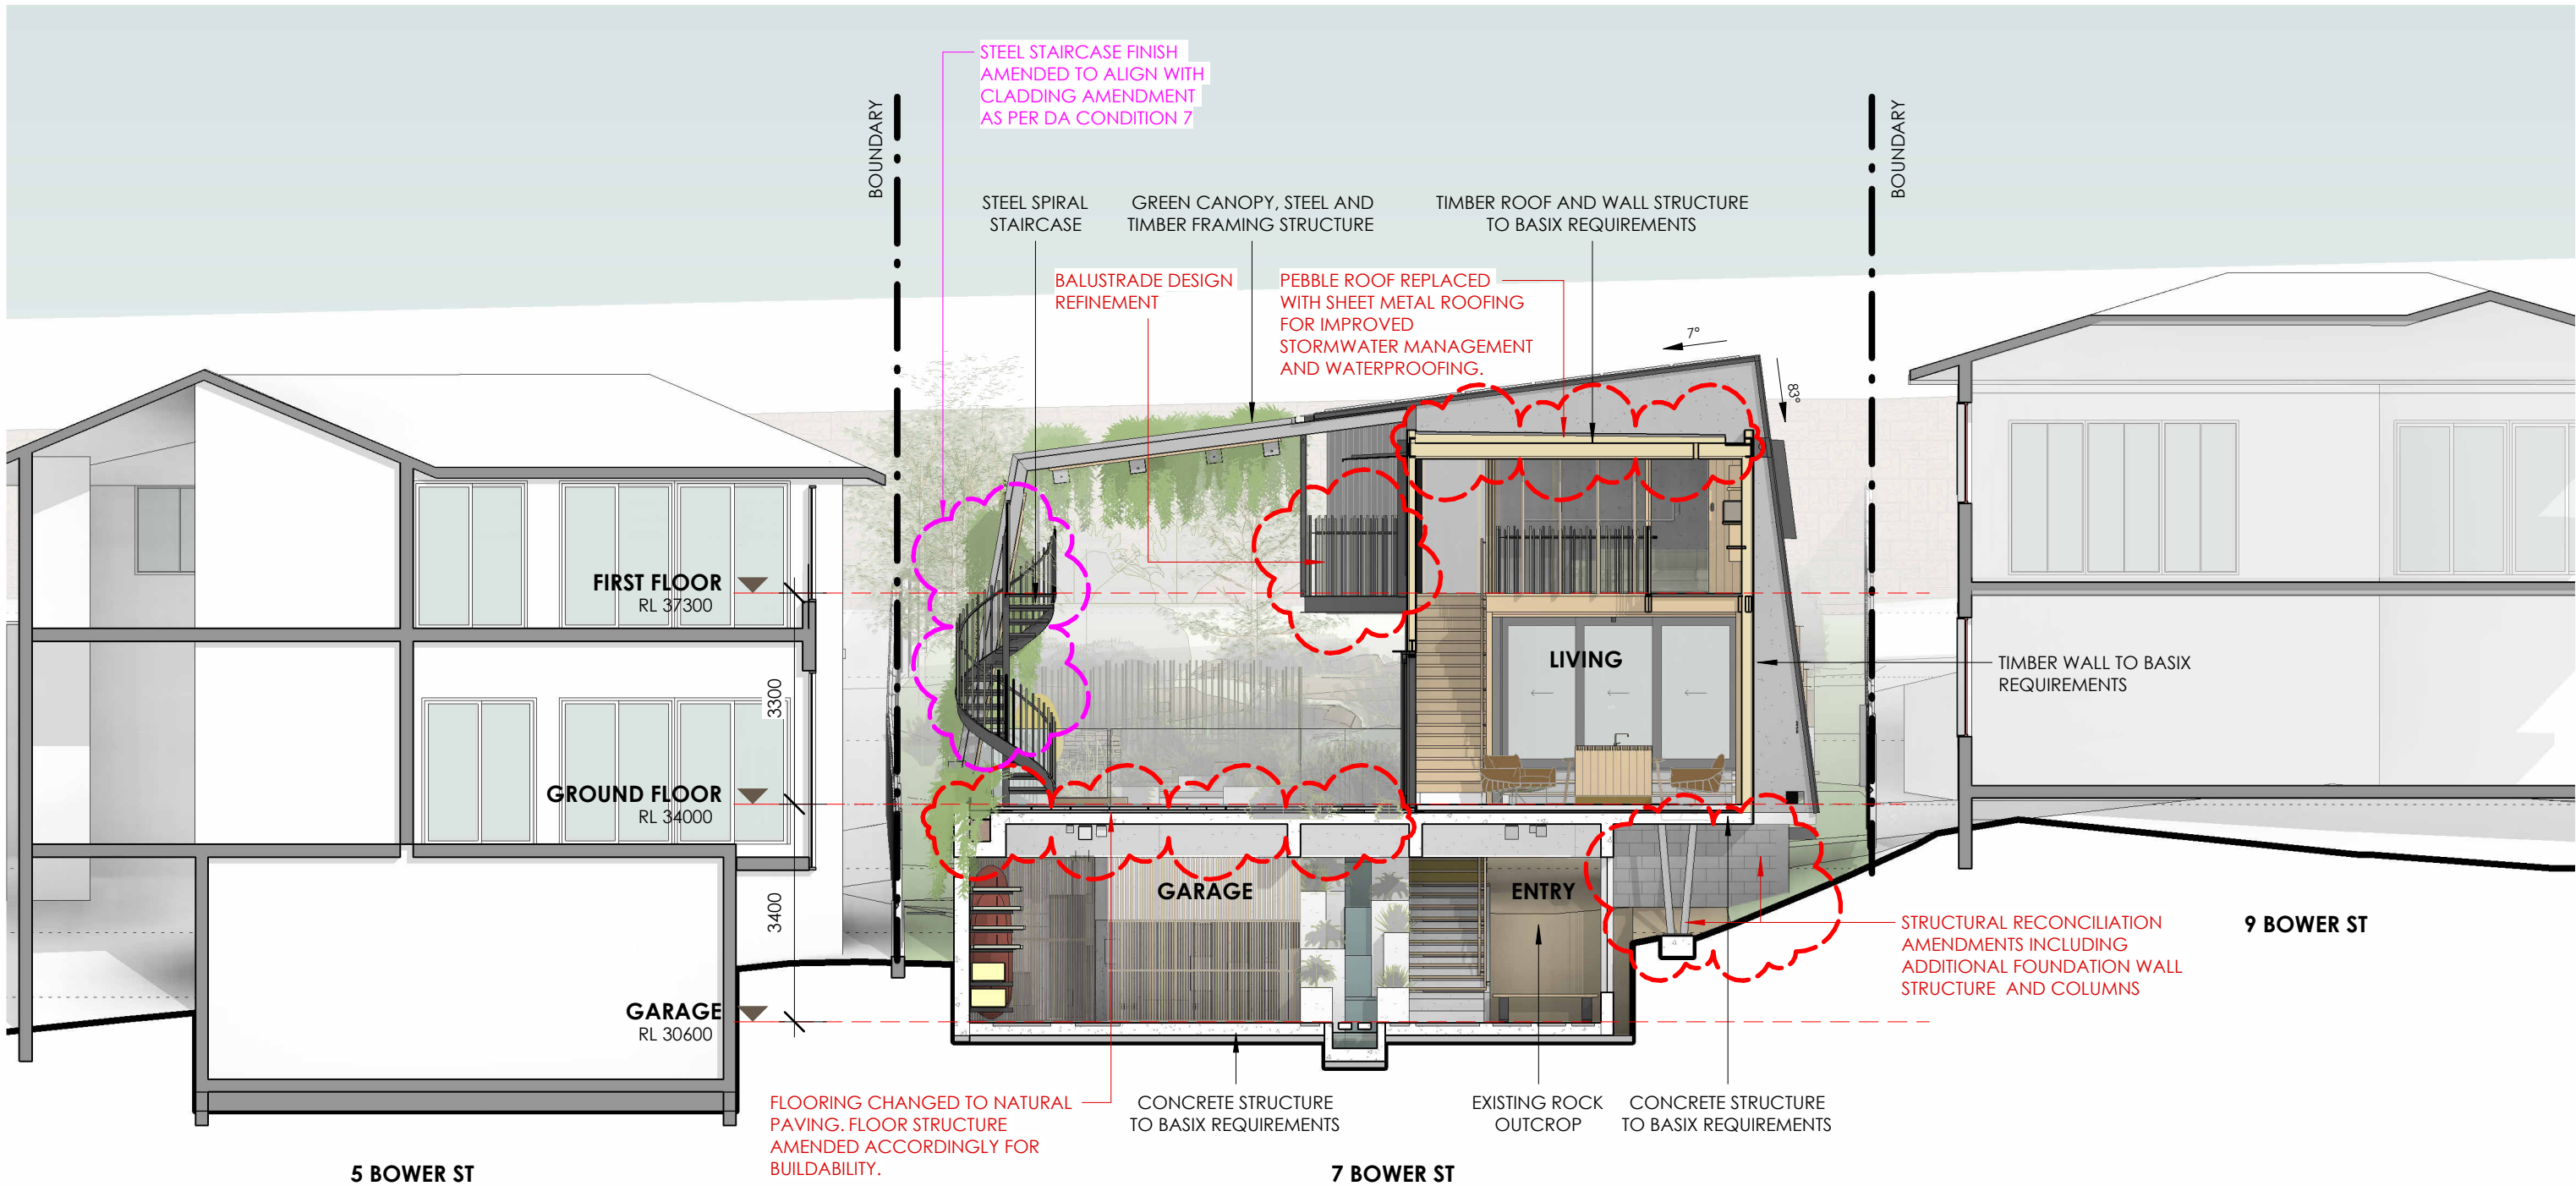 STEEL STAIRCASE FINISH
AMENDED TO ALIGN WITH
CLADDING AMENDMENT
AS PER DA CONDITION 7
BOUNDARY
BOUNDARY
STEEL SPIRAL
STAIRCASE
GREEN CANOPY, STEEL AND
TIMBER FRAMING STRUCTURE
TIMBER ROOF AND WALL STRUCTURE
TO BASIX REQUIREMENTS
BALUSTRADE DESIGN
REFINEMENT
PEBBLE ROOF REPLACED
WITH SHEET METAL ROOFING
FOR IMPROVED
STORMWATER MANAGEMENT
AND WATERPROOFING.
7°
83°
FIRST FLOOR
RL 37300
LIVING
TIMBER WALL TO BASIX
REQUIREMENTS
3300
GROUND FLOOR
RL 34000
GARAGE
ENTRY
3400
STRUCTURAL RECONCILIATION
AMENDMENTS INCLUDING
ADDITIONAL FOUNDATION WALL
STRUCTURE AND COLUMNS
9 BOWER ST
GARAGE
RL 30600
FLOORING CHANGED TO NATURAL
PAVING. FLOOR STRUCTURE
AMENDED ACCORDINGLY FOR
BUILDABILITY.
CONCRETE STRUCTURE
TO BASIX REQUIREMENTS
EXISTING ROCK
OUTCROP
CONCRETE STRUCTURE
TO BASIX REQUIREMENTS
5 BOWER ST
7 BOWER ST